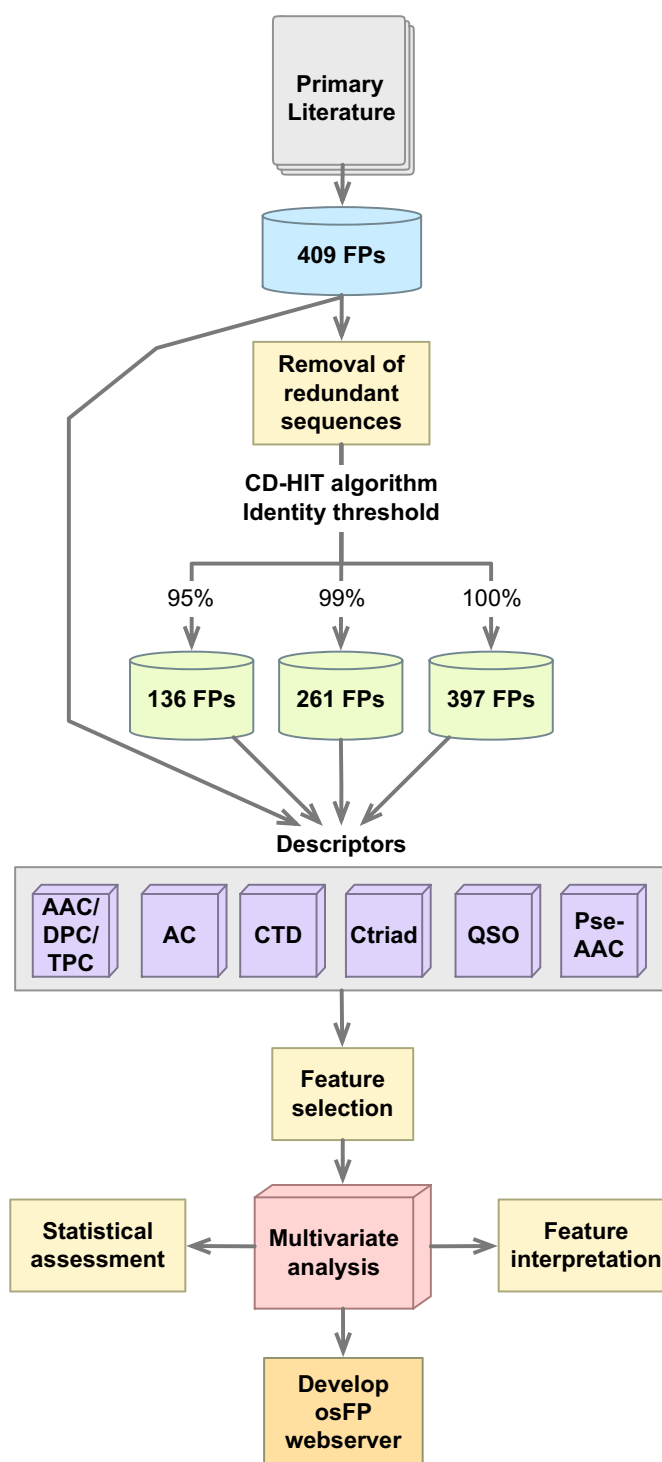 Primary
Literature
409 FPs
Removal of
redundant
sequences
CD-HIT algorithm
Identity threshold
95%
99%
100%
136 FPs
261 FPs
397 FPs
Descriptors
AAC/
DPC/
TPC
AC
CTD
Ctriad
QSO
Pse-
AAC
Feature
selection
Statistical
assessment
Multivariate
analysis
Feature
interpretation
Develop
osFP
webserver